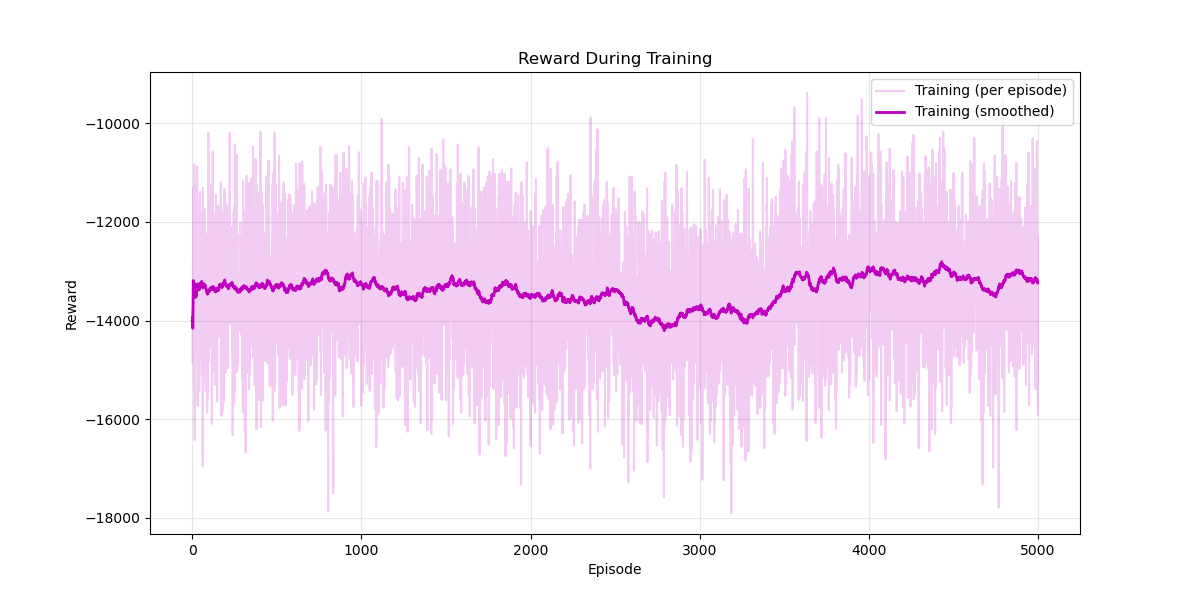 Reward During Training
Training (per episode)
Training (smoothed)
−10000
−12000
−14000
−16000
−18000
Reward
0 1000 2000 3000 4000 5000
Episode